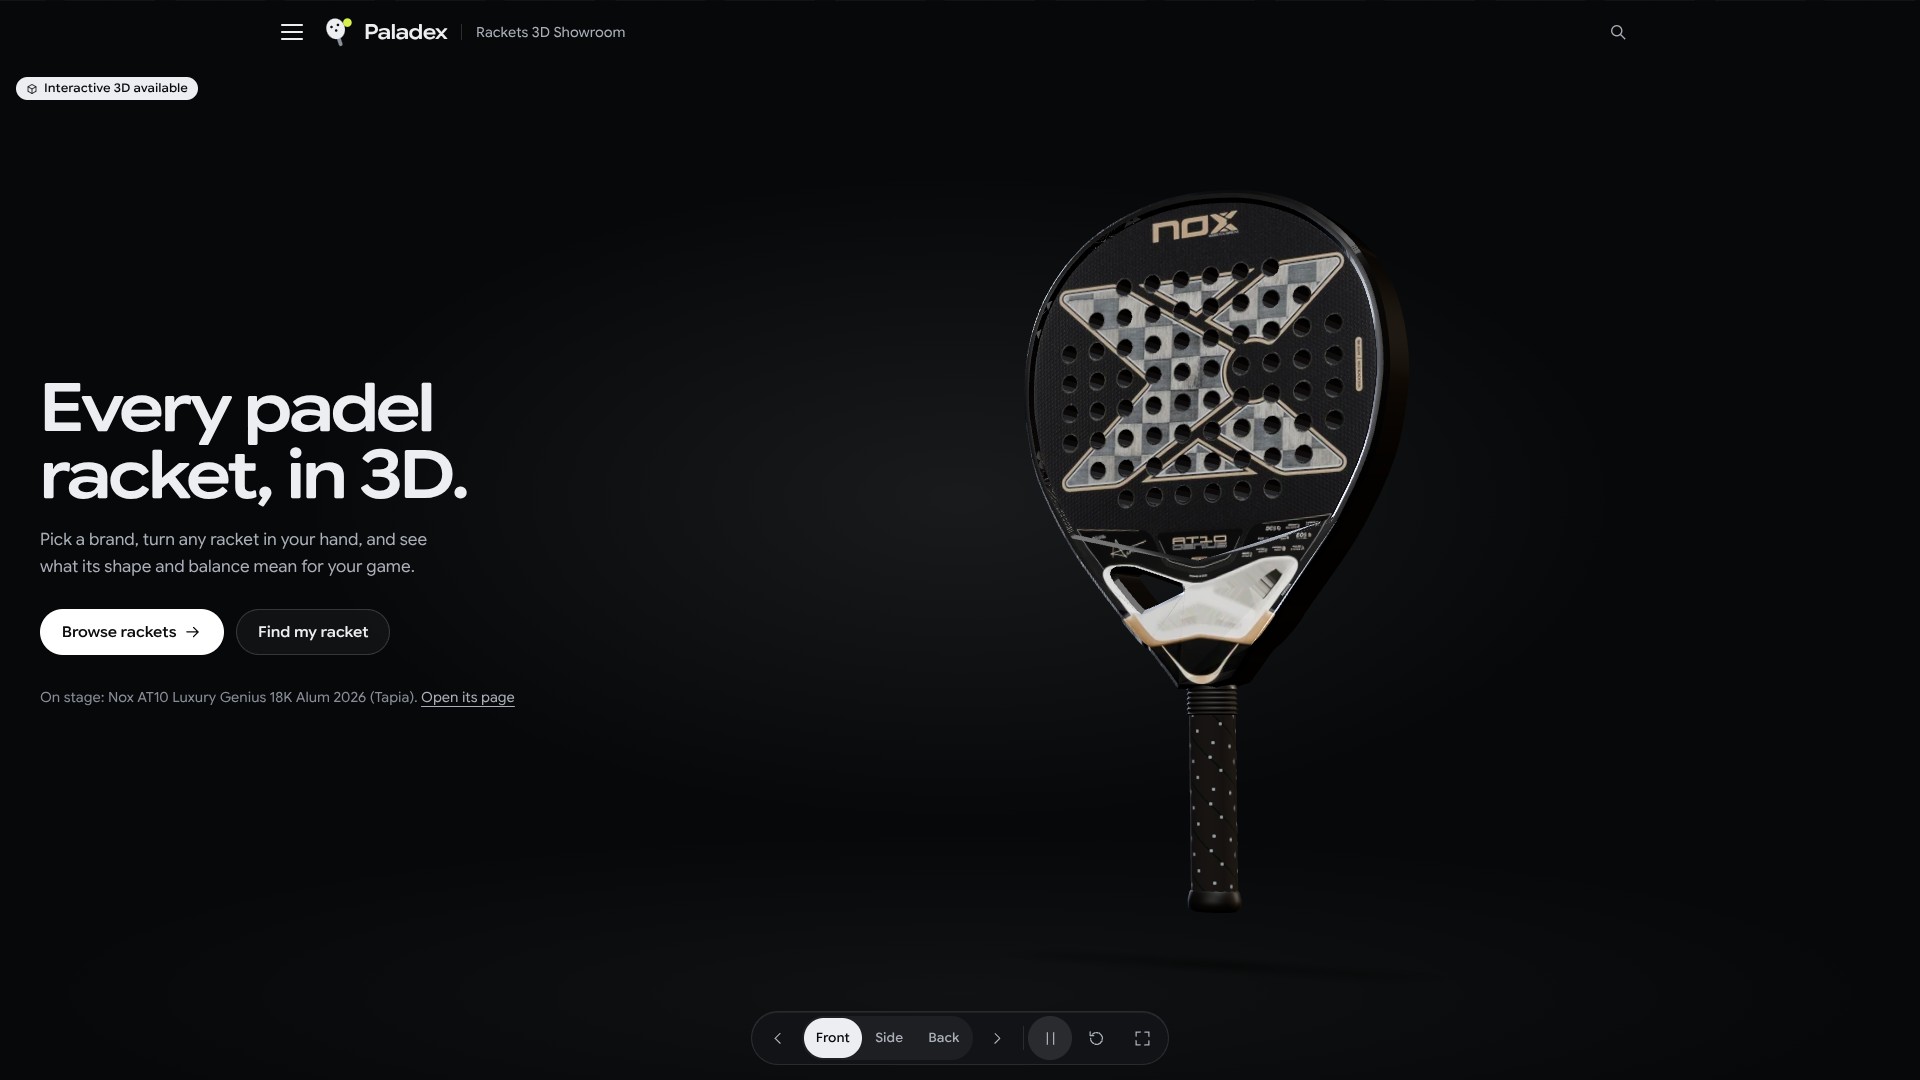 Paladex
Rackets 3D Showroom
Interactive 3D available
nox
Every padel
racket, in 3D.
Pick a brand, turn any racket in your hand, and see
what its shape and balance mean for your game.
Browse rackets
Find my racket
On stage: Nox AT10 Luxury Genius 18K Alum 2026 (Tapia). Open its page
AT10
GENIUS
Front
Side
Back